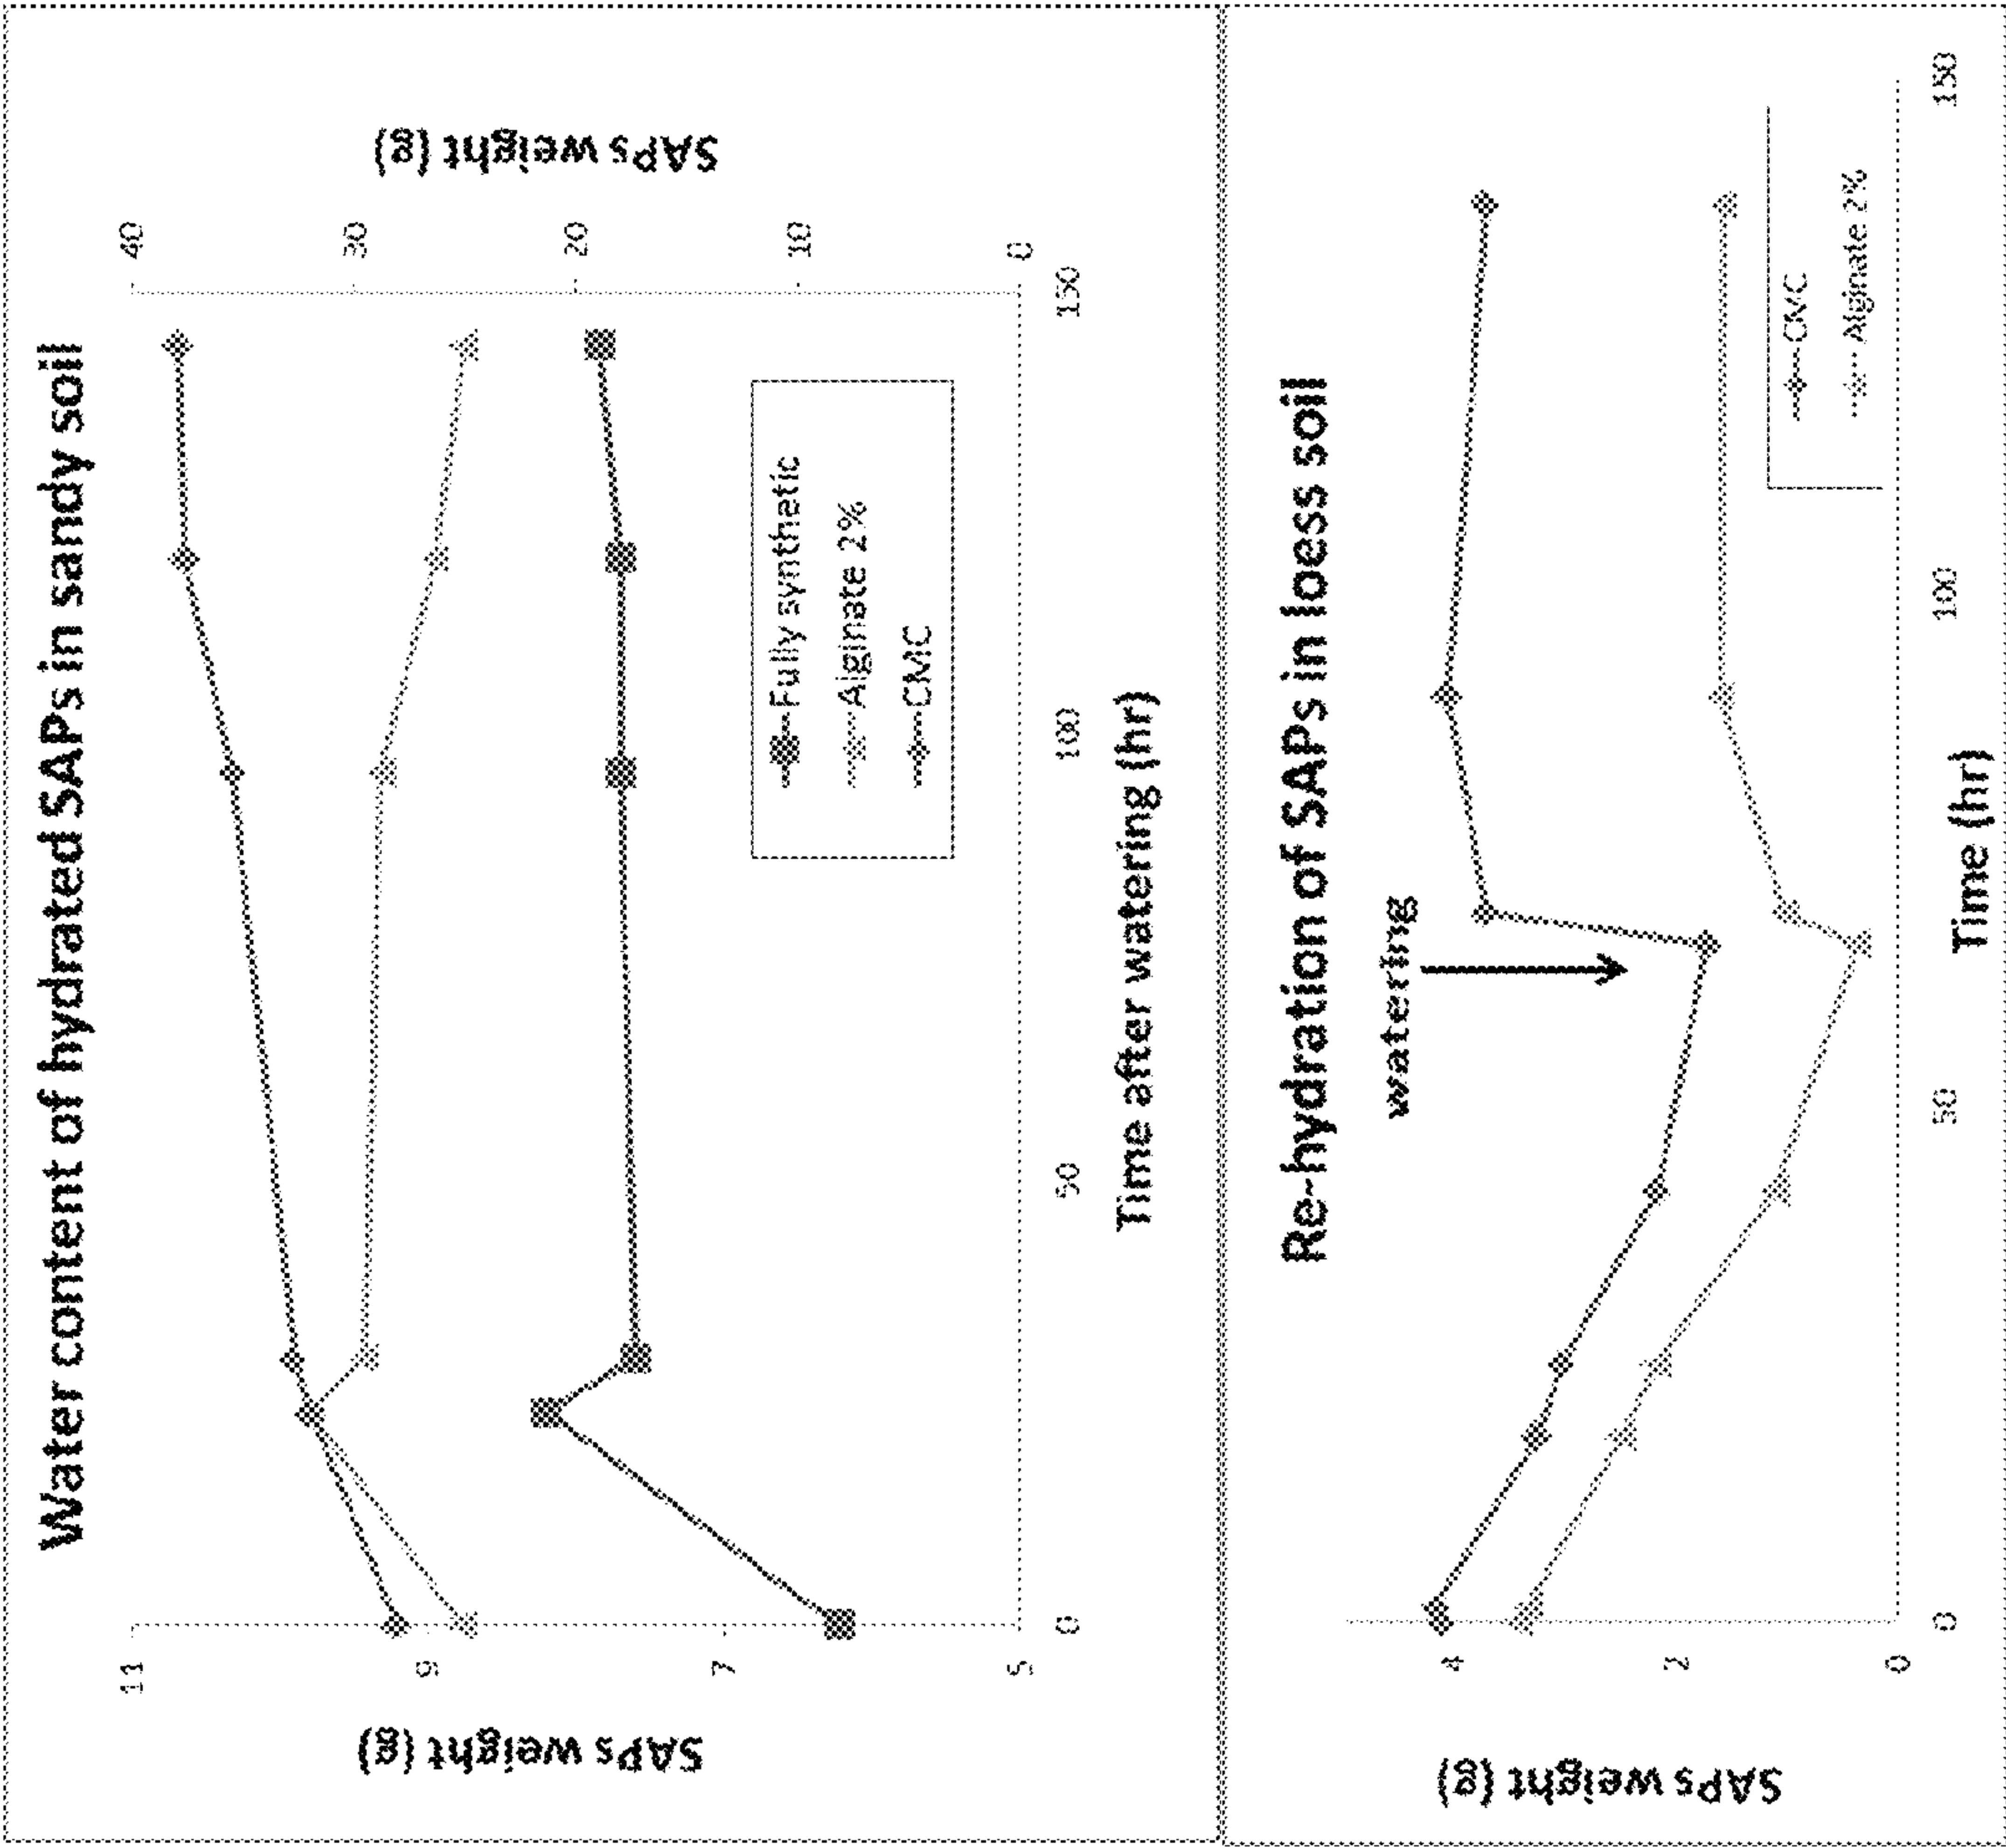 Water content of hydrated SAPs in sandy soil
SAPs weight (g)
11
9
7
5
SAPs weight (g)
40
30
20
10
0
Fully synthetic
Alginate 2%
CMC
0
50
100
150
Time after watering (hr)
Re-hydration of SAPs in loess soil
watering
SAPs weight (g)
4
2
0
CMC
Alginate 2%
0
50
100
150
Time (hr)